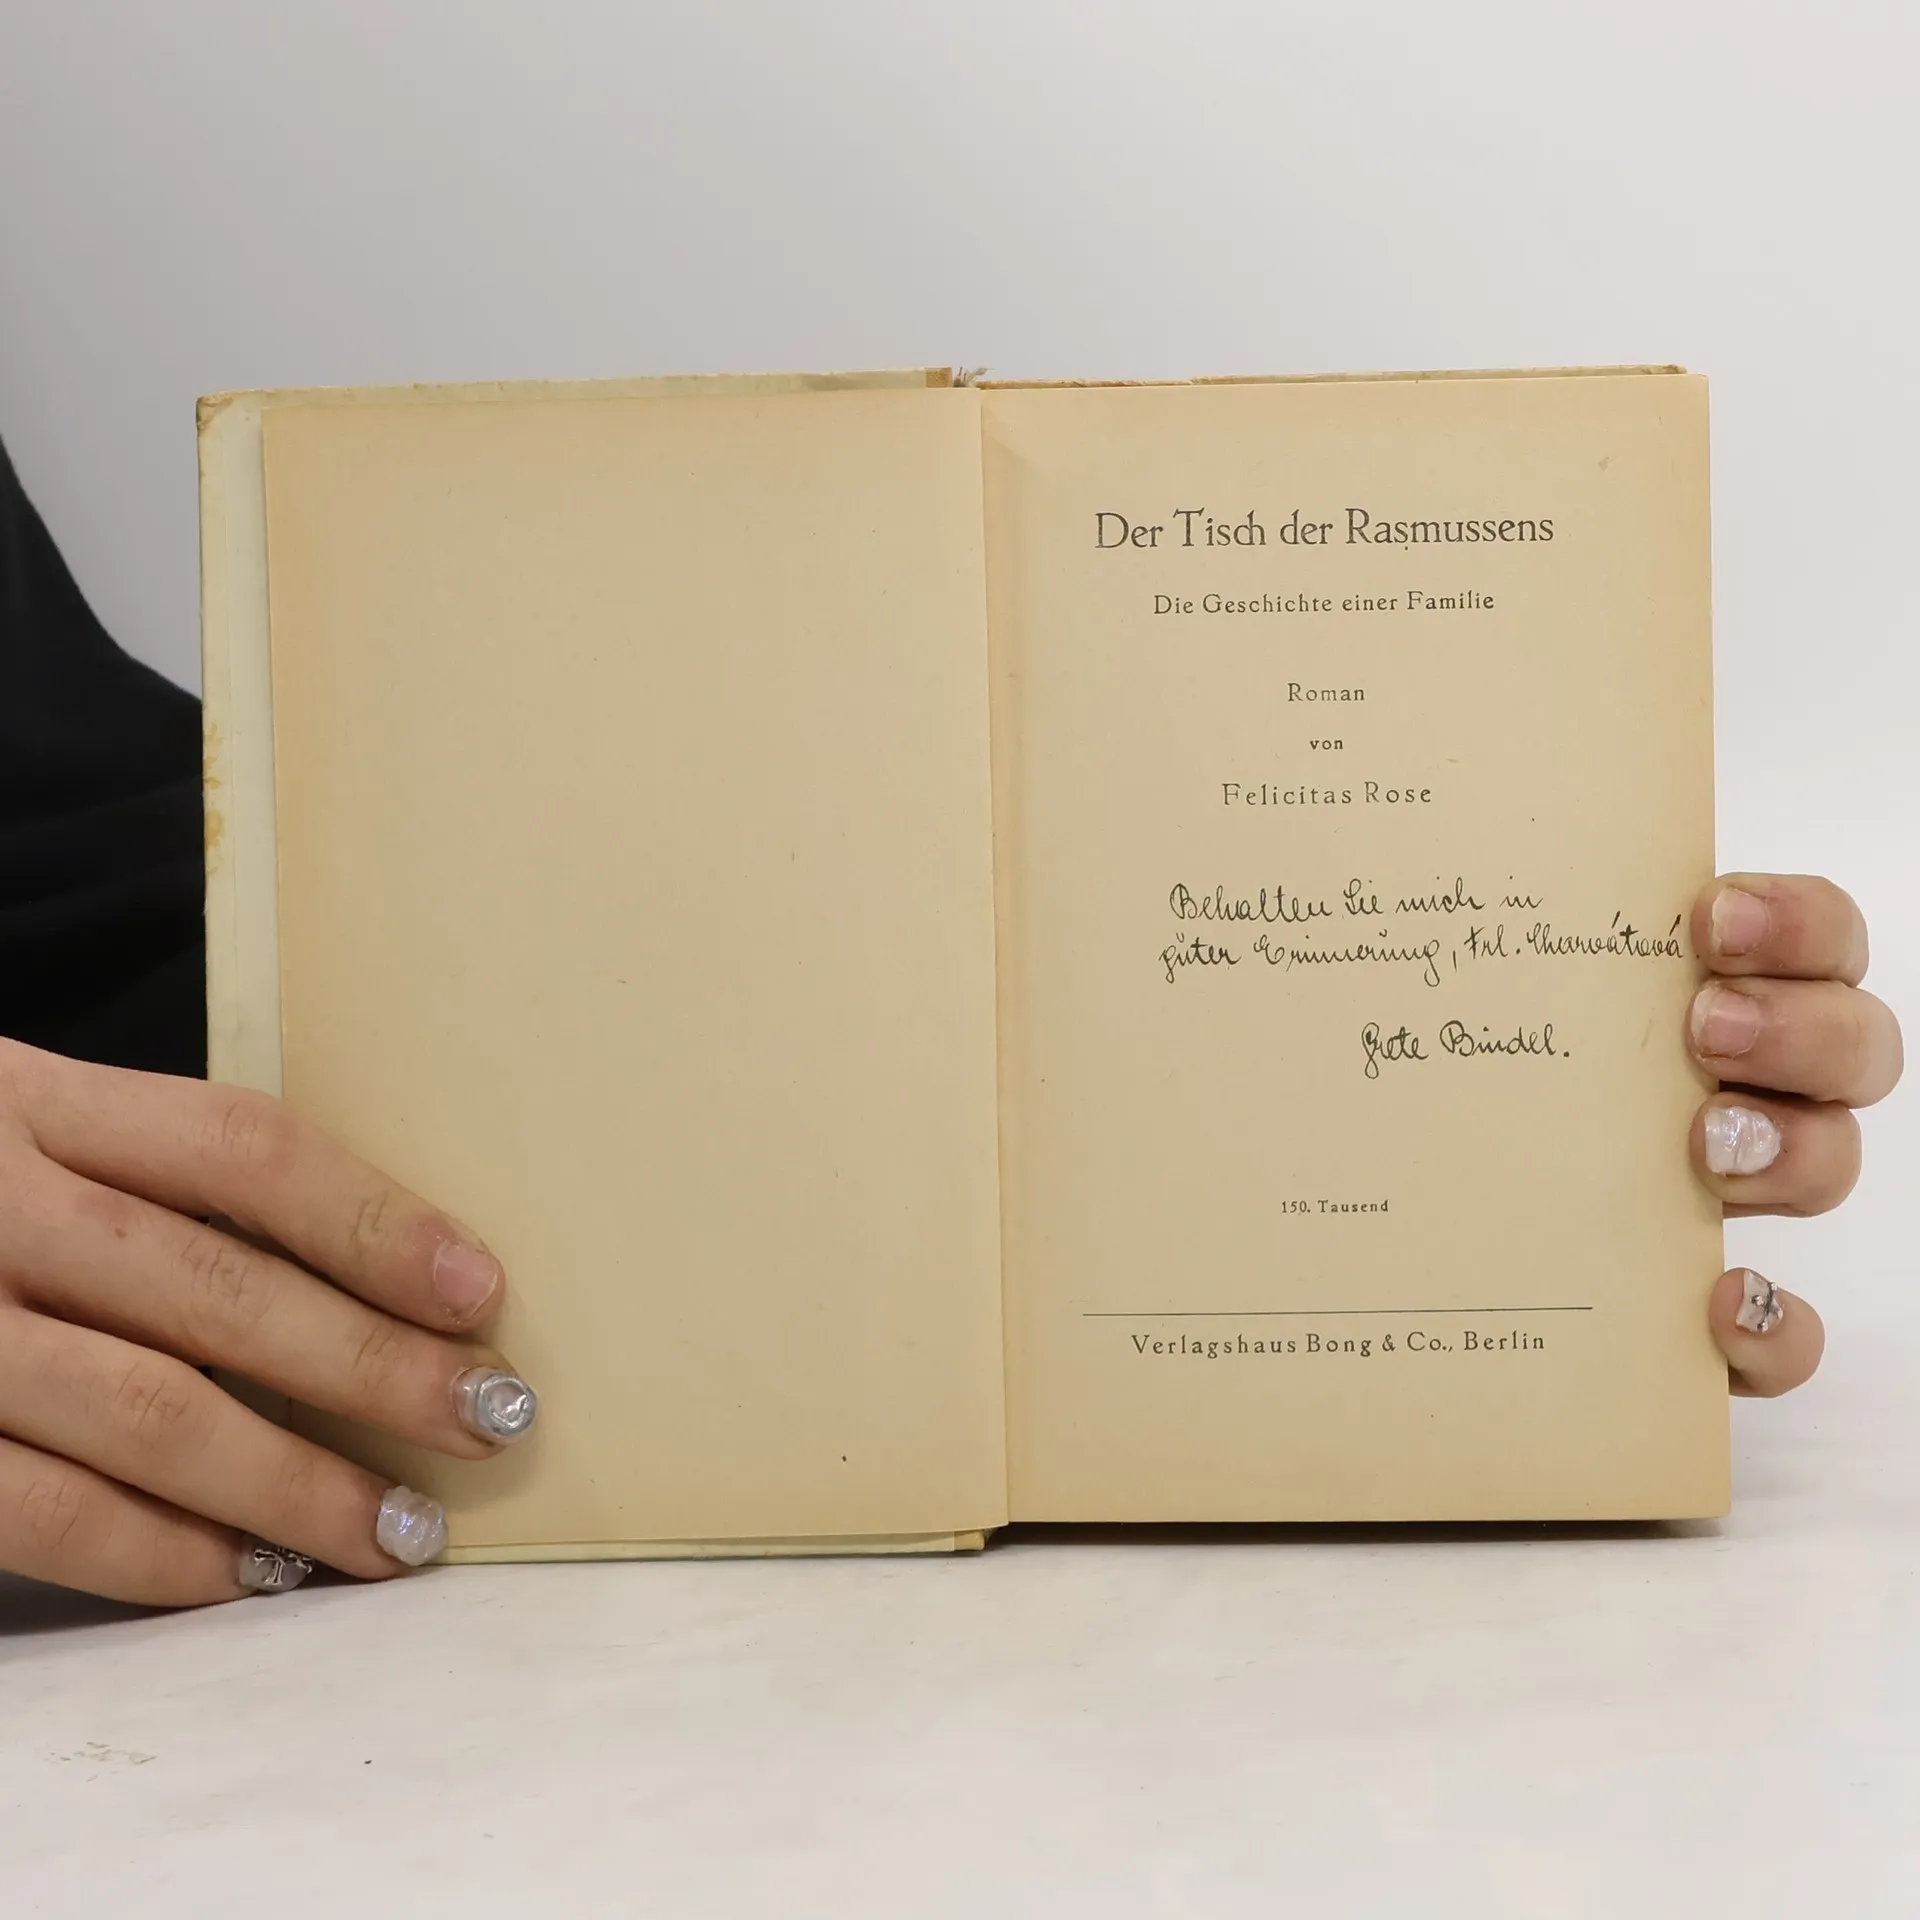 Der Tisch der Rasmussens
Die Geschichte einer Familie
Roman
von
Felicitas Rose
Behalten Sie mich in
guter Erinnerung, Frl. Charvátová.
Grete Bindel.
150. Tausend
Verlagshaus Bong & Co., Berlin